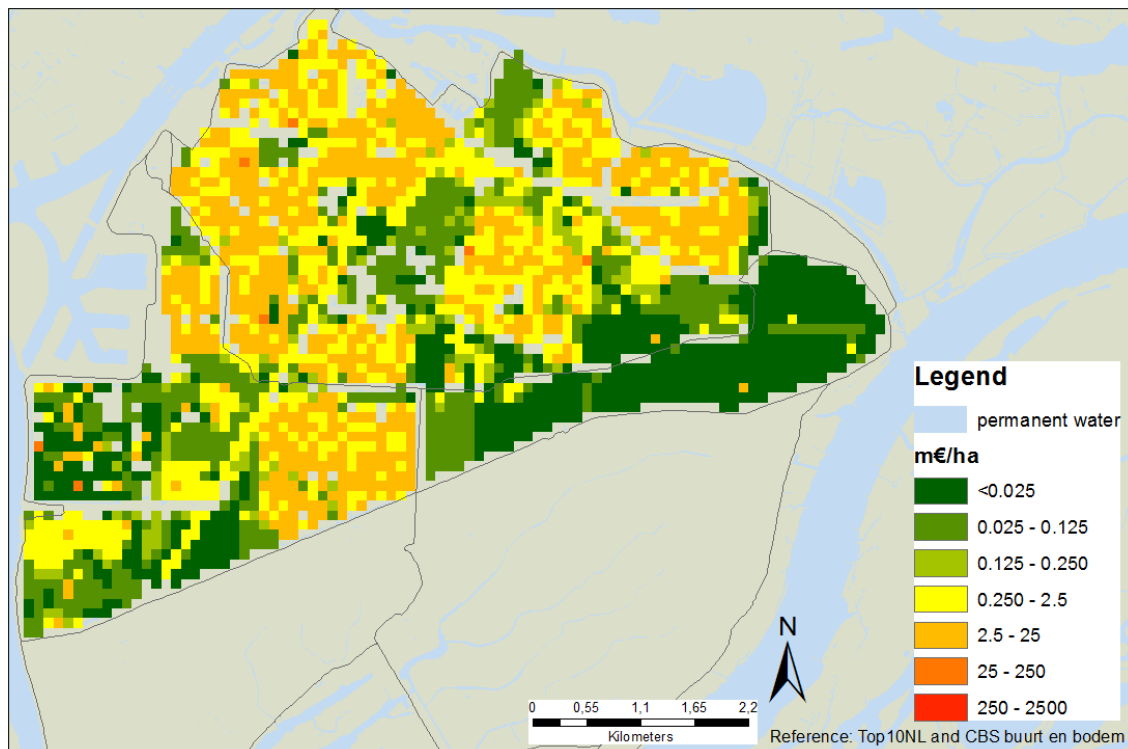 Legend
permanent water
m€/ha
<0.025
0.025 - 0.125
0.125 - 0.250
0.250 - 2.5
2.5 - 25
25 - 250
250 - 2500
N
0 0,55 1,1 1,65 2,2
Kilometers
Reference: Top10NL and CBS buurt en bodem